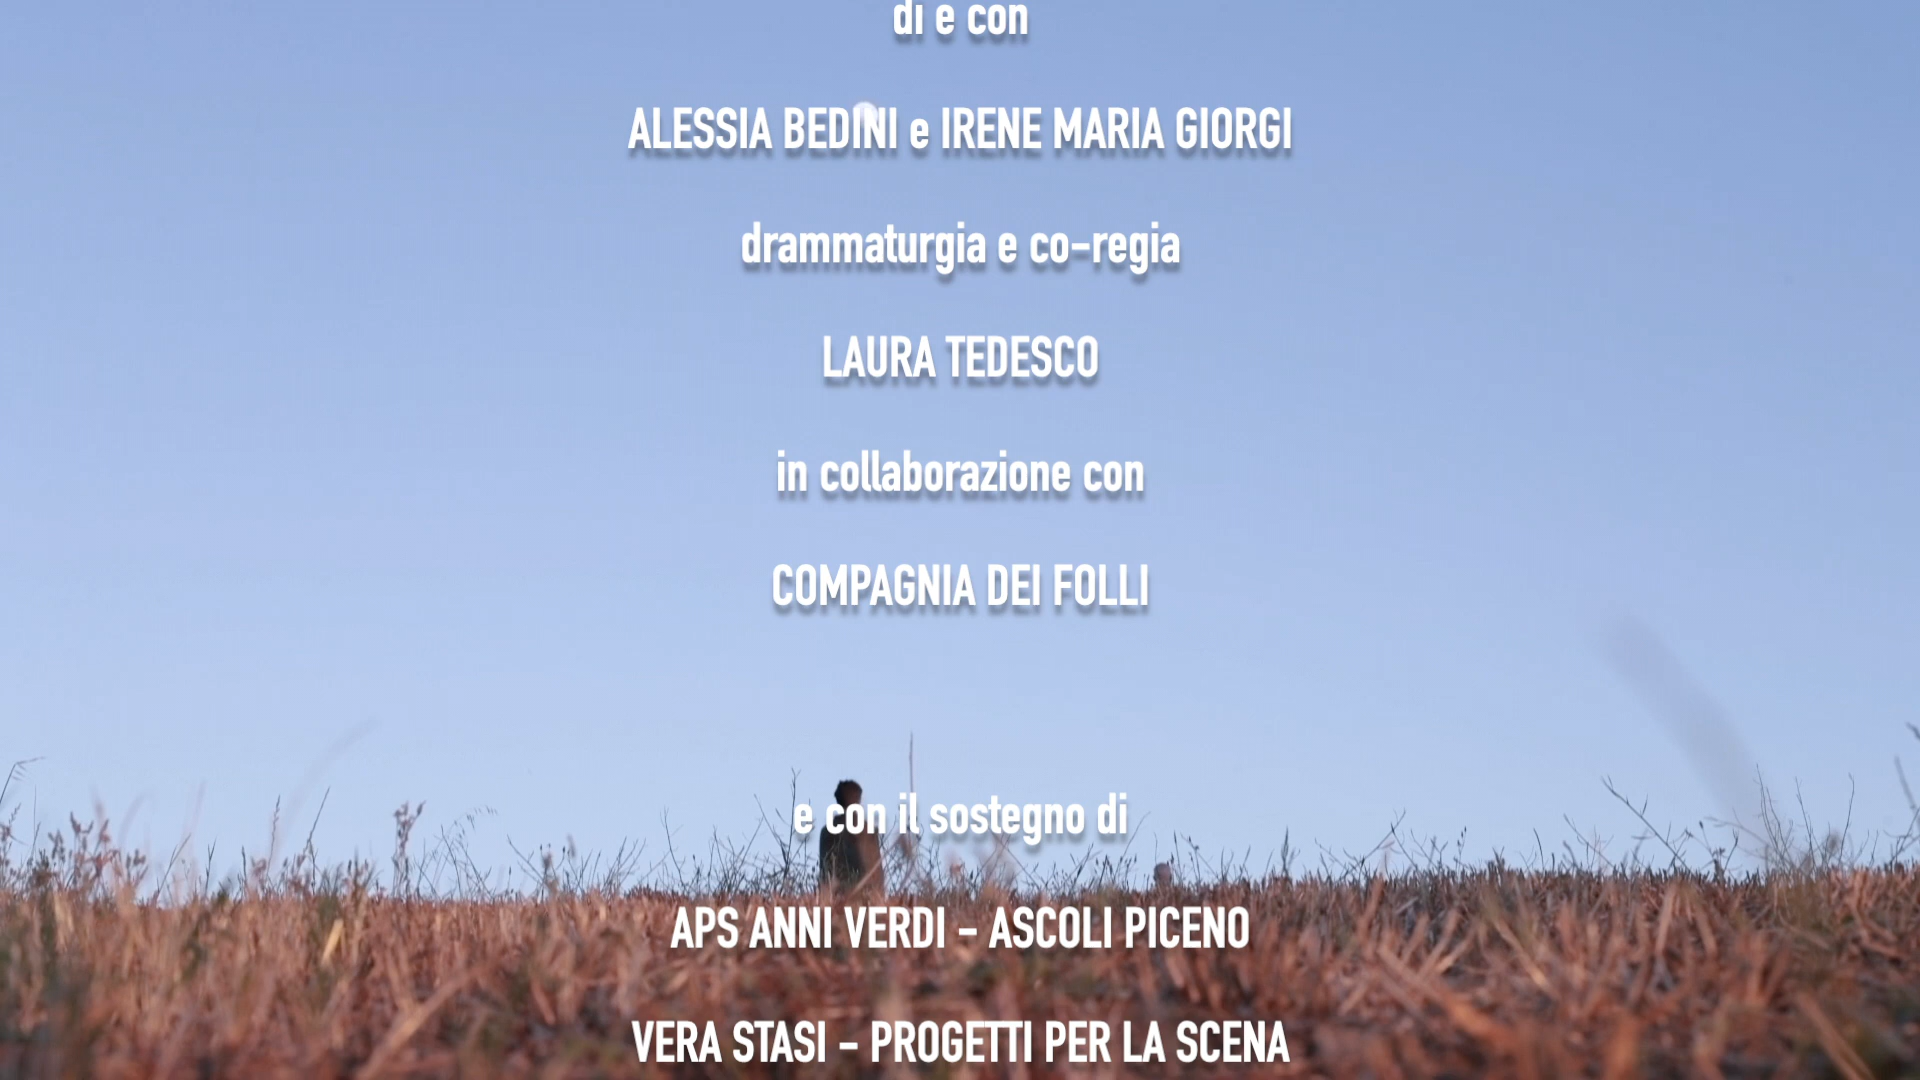 di e con
ALESSIA BEDINI e IRENE MARIA GIORGI
drammaturgia e co-regia
LAURA TEDESCO
in collaborazione con
COMPAGNIA DEI FOLLI
e con il sostegno di
APS ANNI VERDI - ASCOLI PICENO
VERA STASI - PROGETTI PER LA SCENA